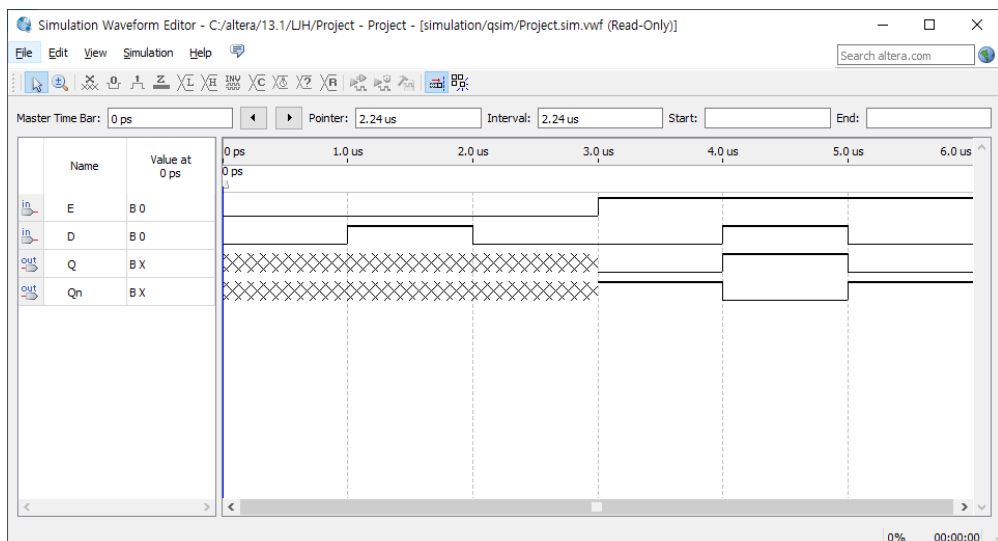 Simulation Waveform Editor - C:/altera/13.1/LJH/Project - Project - [simulation/qsim/Project.sim.vwf (Read-Only)]
File Edit View Simulation Help
Search altera.com
Master Time Bar: 0 ps Pointer: 2.24 us Interval: 2.24 us Start: End:
Name Value at 0 ps
0 ps 1.0 us 2.0 us 3.0 us 4.0 us 5.0 us 6.0 us
0 ps
in E B 0
in D B 0
out Q B X
out Qn B X
0% 00:00:00